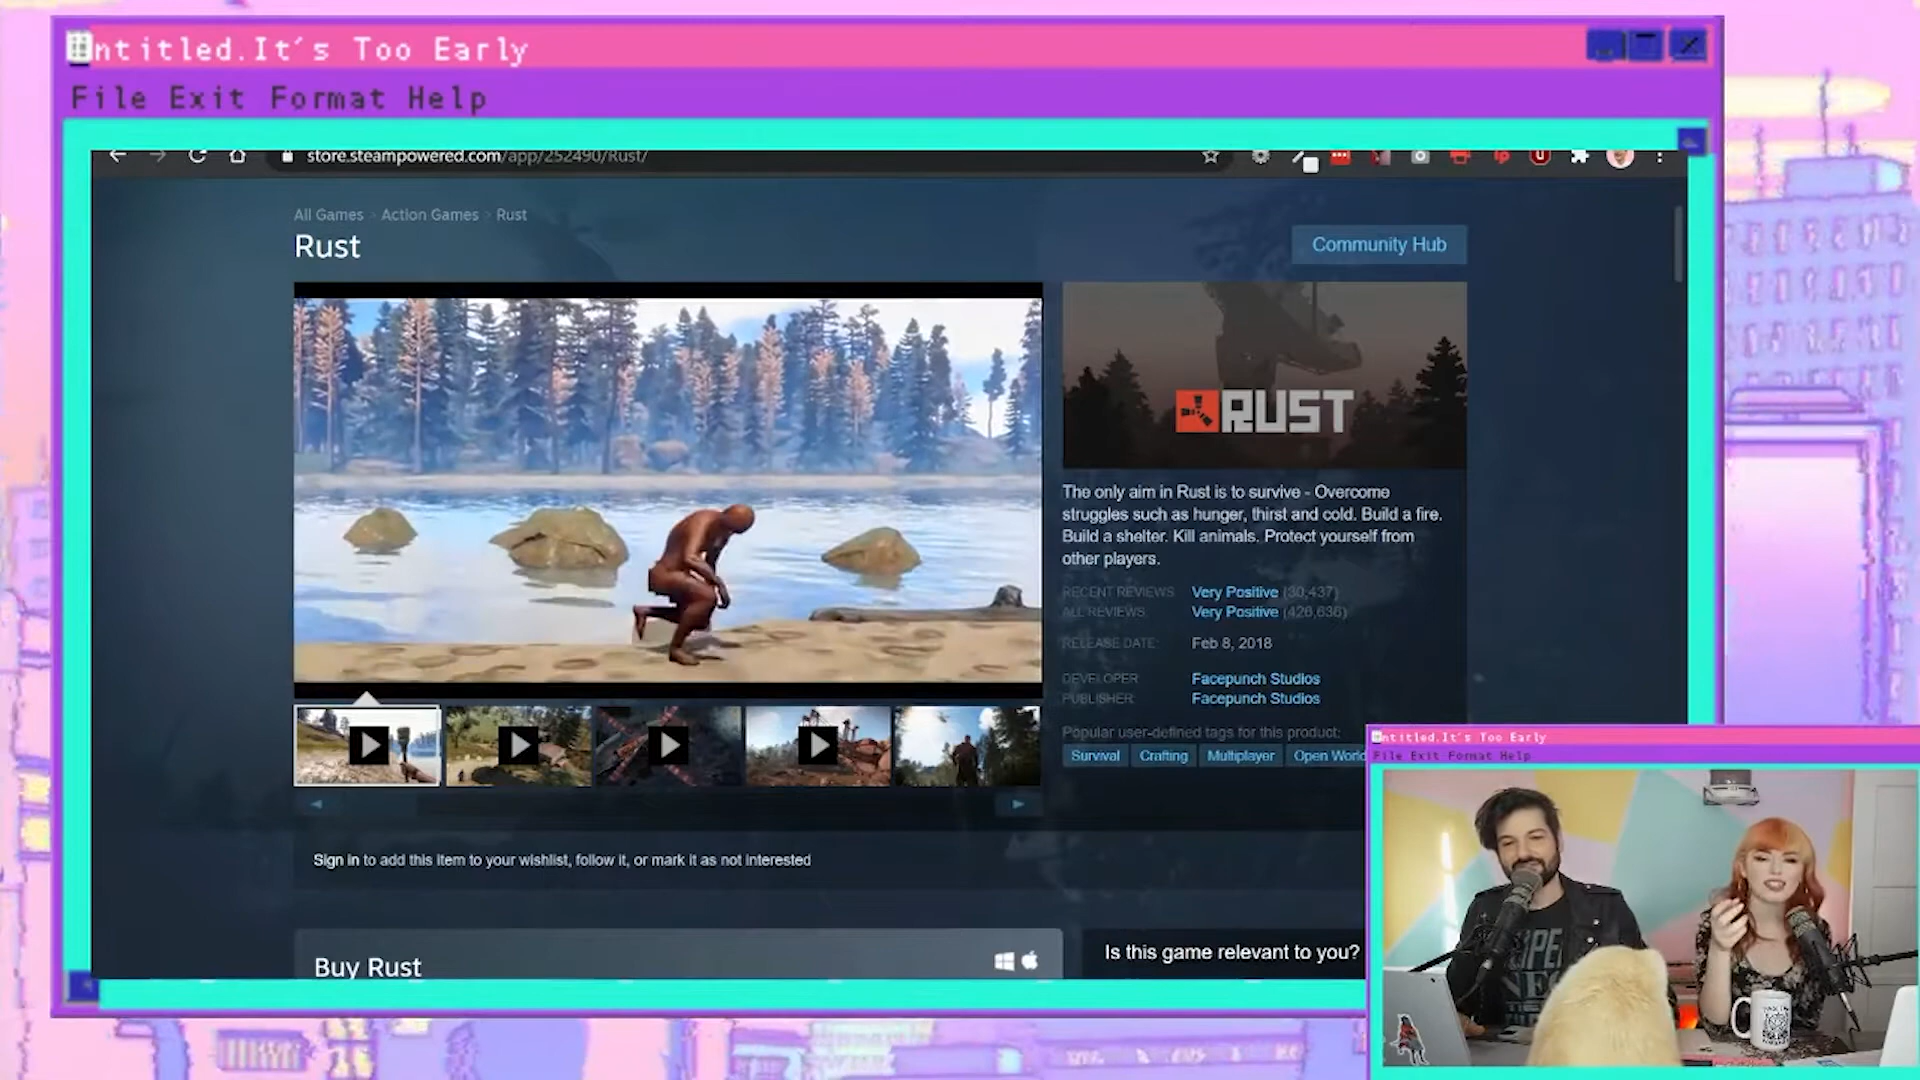 Untitled.It's Too Early
File Exit Format Help
store.steampowered.com/app/252490/Rust/
All Games > Action Games > Rust
Rust
Community Hub
RUST
The only aim in Rust is to survive - Overcome
struggles such as hunger, thirst and cold. Build a fire.
Build a shelter. Kill animals. Protect yourself from
other players.
RECENT REVIEWS: Very Positive (30,437)
ALL REVIEWS: Very Positive (426,636)
RELEASE DATE: Feb 8, 2018
DEVELOPER: Facepunch Studios
PUBLISHER: Facepunch Studios
Popular user-defined tags for this product:
Survival Crafting Multiplayer Open World
Sign in to add this item to your wishlist, follow it, or mark it as not interested
Buy Rust
Is this game relevant to you?
Untitled.It's Too Early
File Exit Format Help